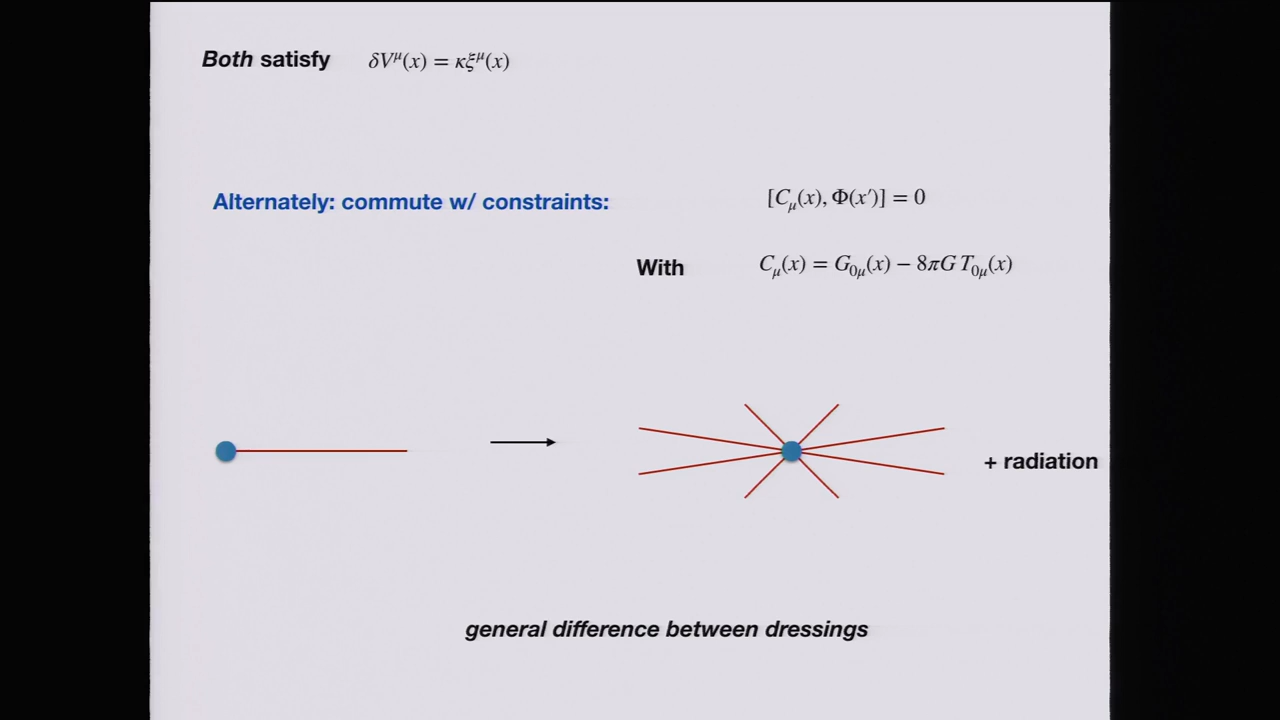 Both satisfy δV^μ(x) = κξ^μ(x)
Alternately: commute w/ constraints: [C_μ(x), Φ(x′)] = 0
With C_μ(x) = G_{0μ}(x) − 8πG T_{0μ}(x)
+ radiation
general difference between dressings